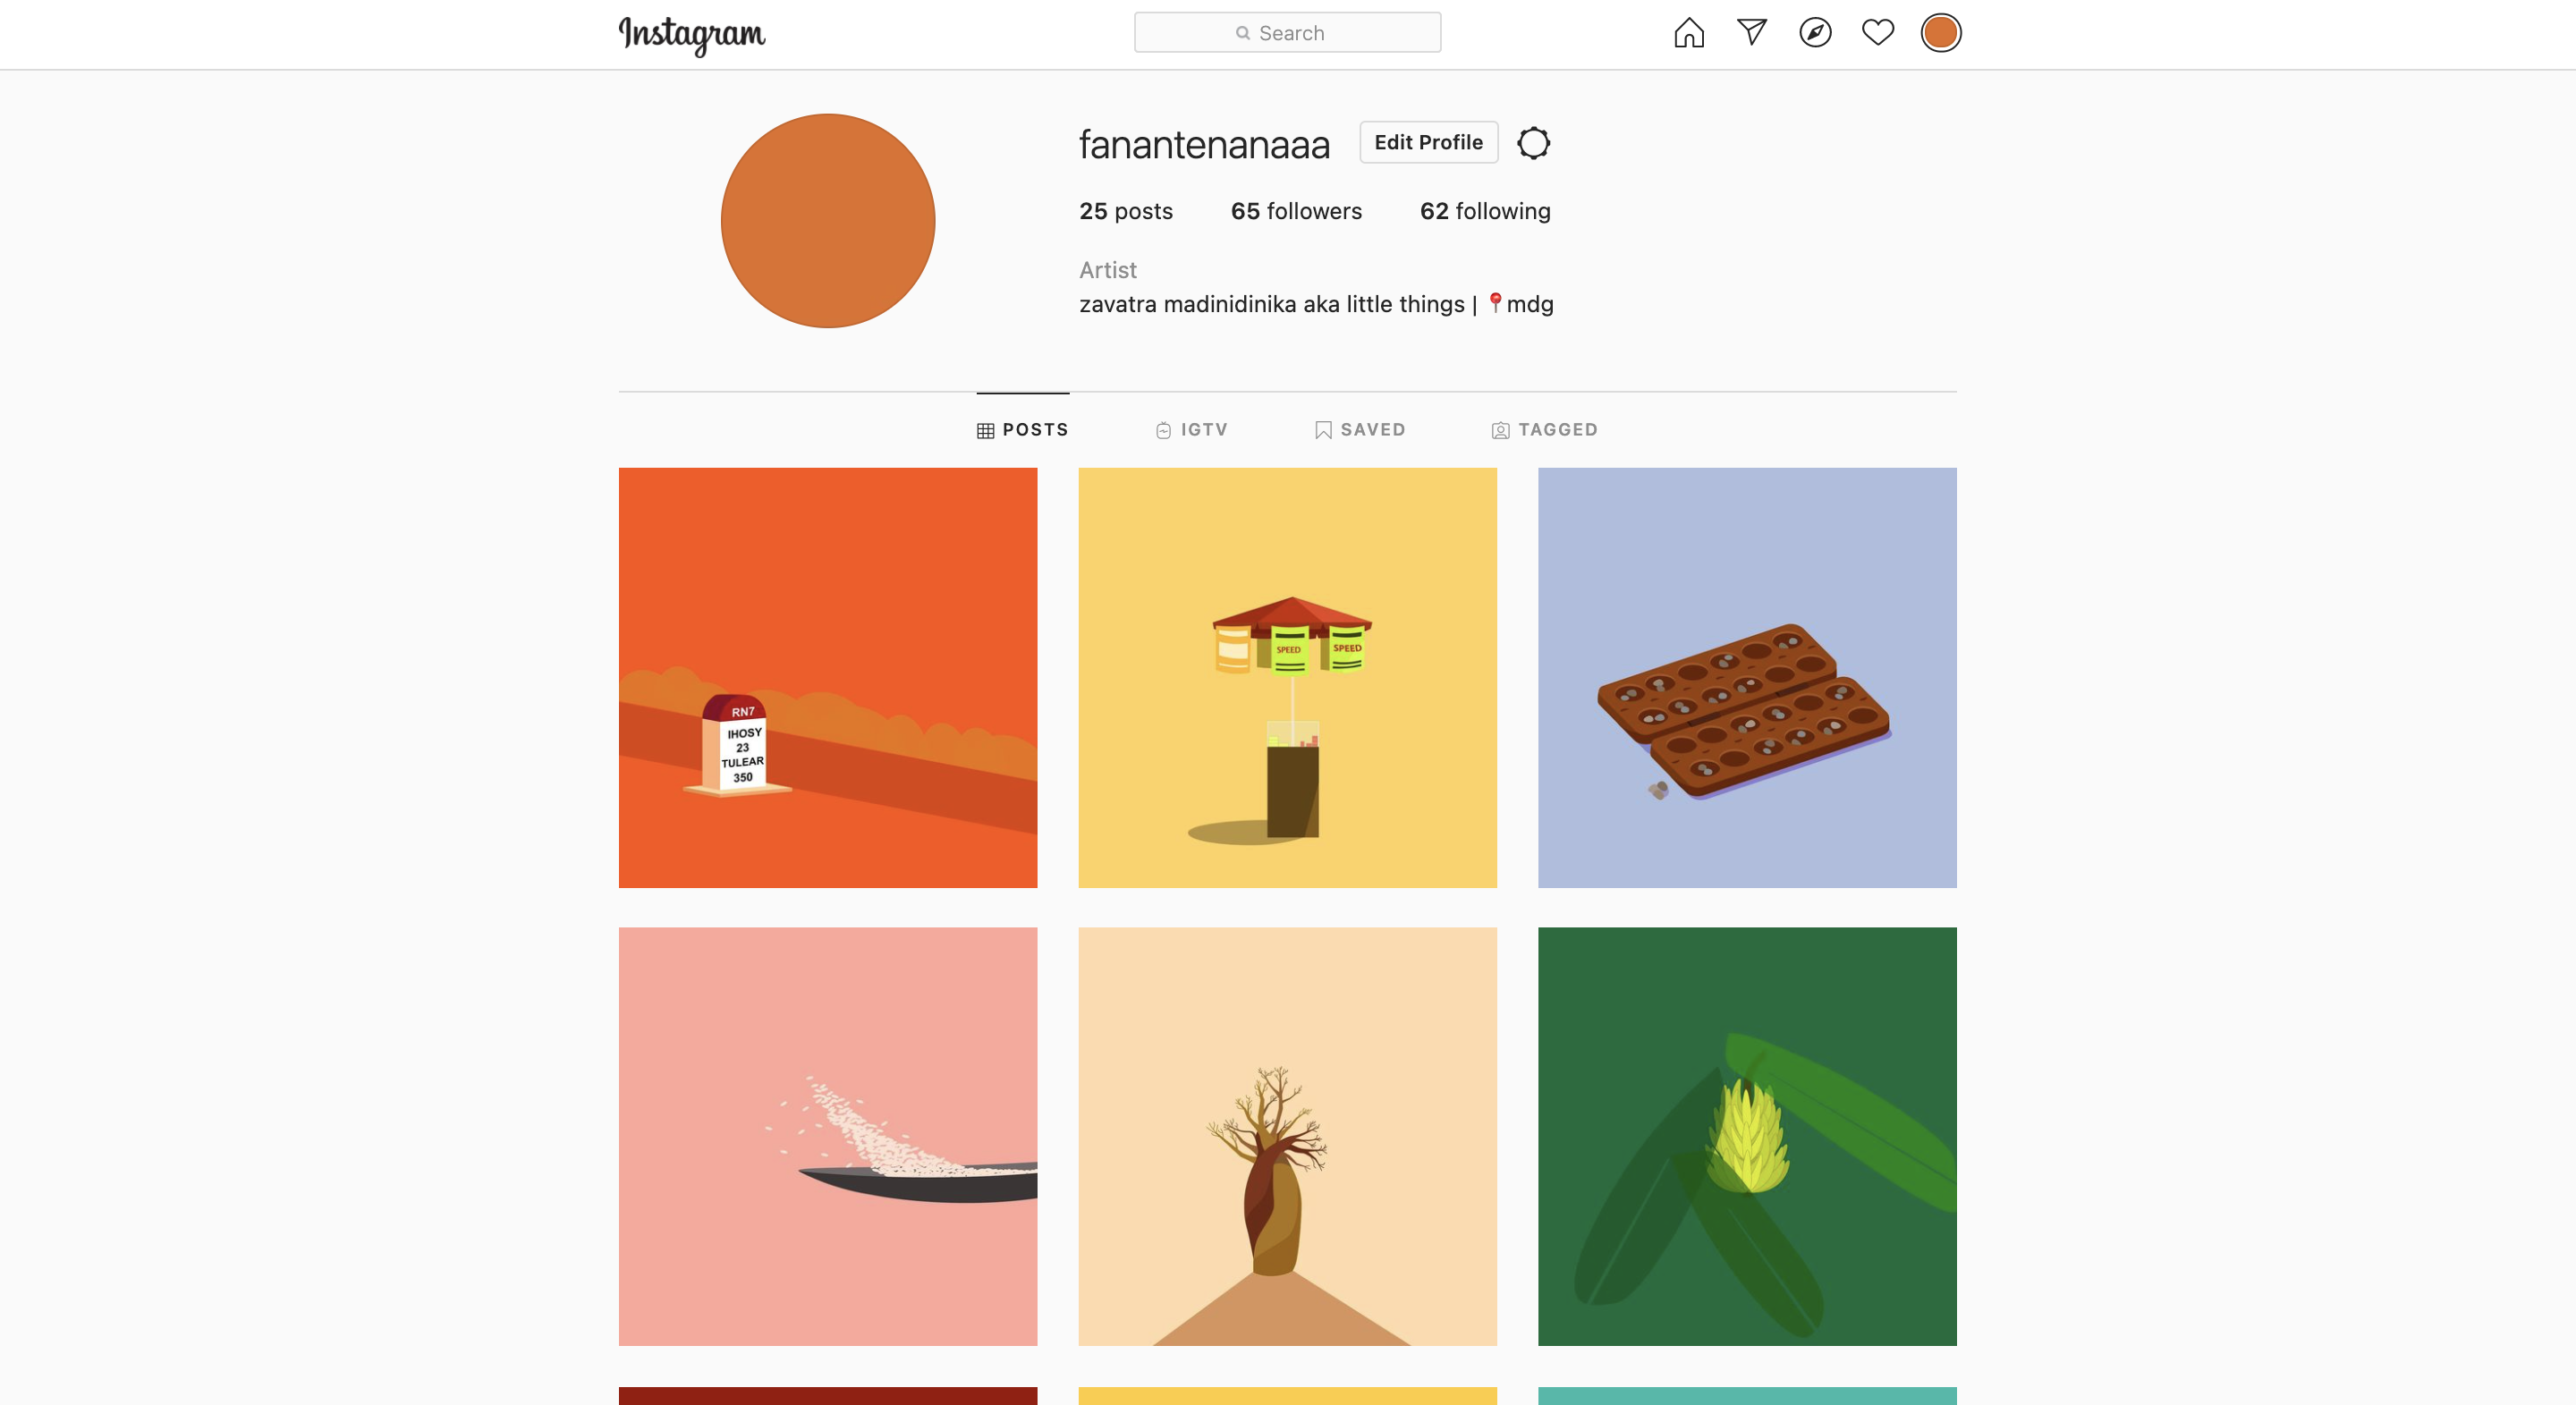 Instagram
Search
fanantenanaaa Edit Profile
25 posts 65 followers 62 following
Artist
zavatra madinidinika aka little things | 📍mdg
POSTS IGTV SAVED TAGGED
RN7
IHOSY
23
TULEAR
350
SPEED SPEED